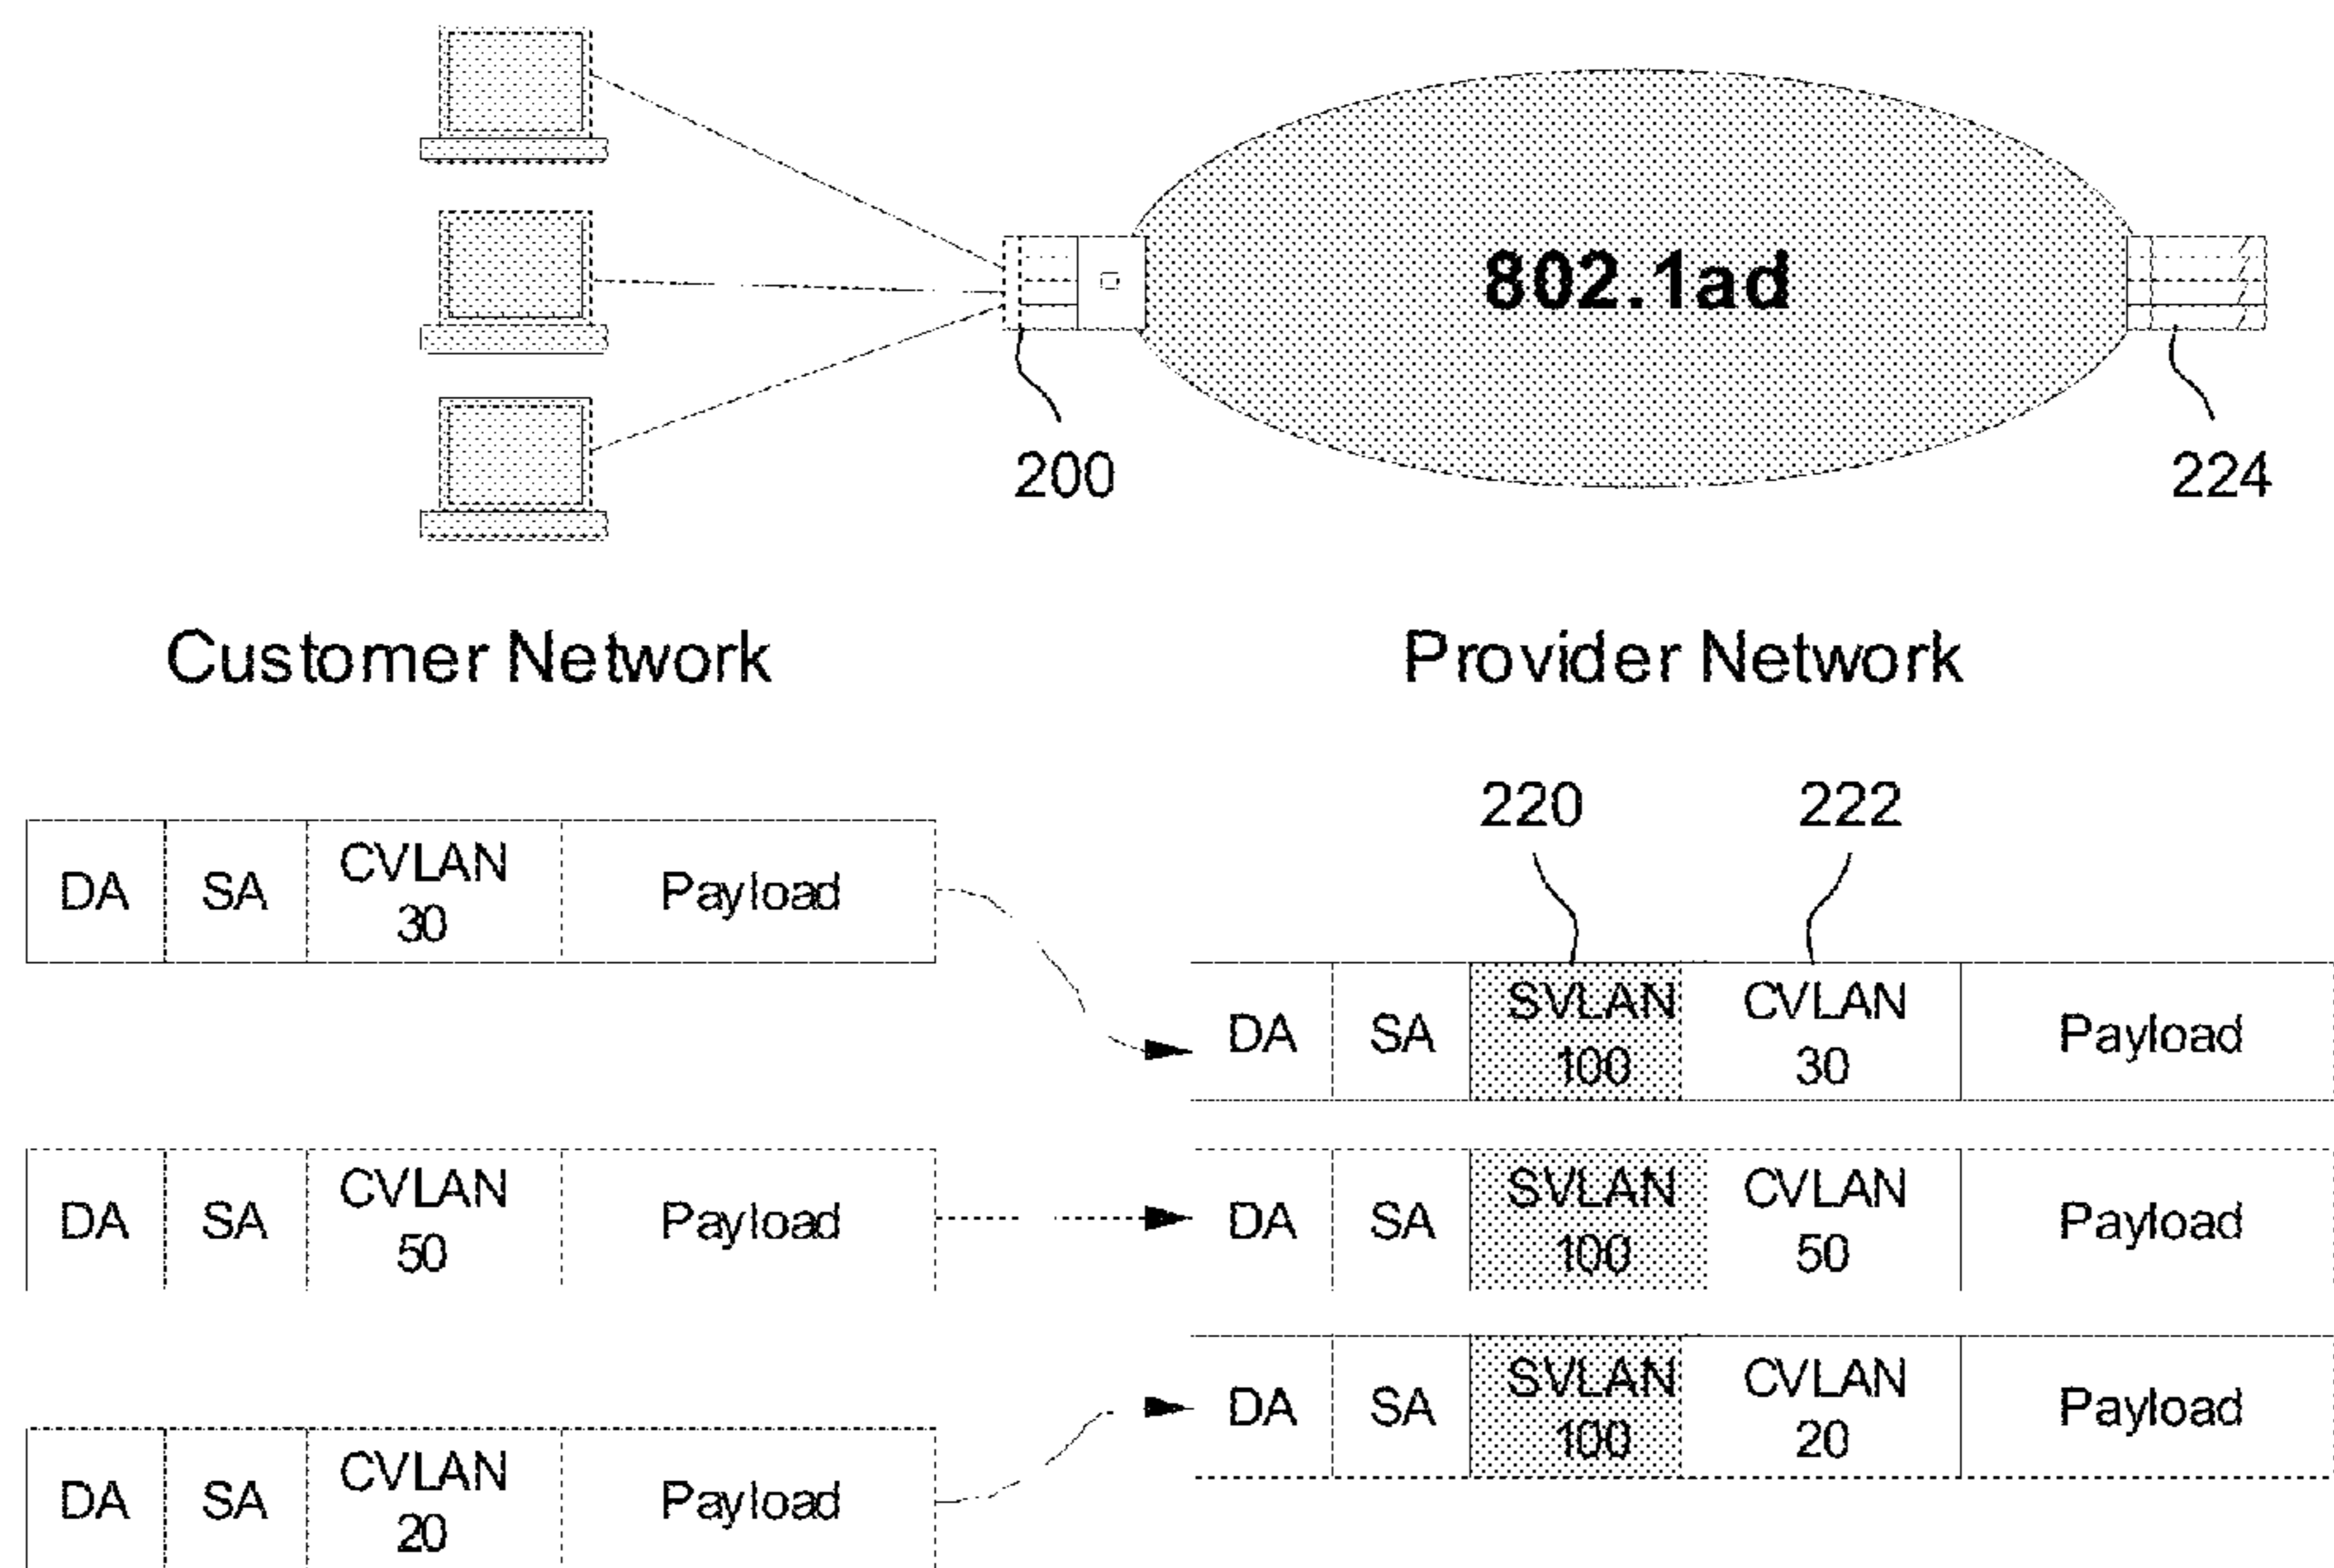 802.1ad
200
224
Customer Network
Provider Network
220
222
DA
SA
CVLAN
30
Payload
DA
SA
SVLAN
100
CVLAN
30
Payload
DA
SA
CVLAN
50
Payload
DA
SA
SVLAN
100
CVLAN
50
Payload
DA
SA
CVLAN
20
Payload
DA
SA
SVLAN
100
CVLAN
20
Payload